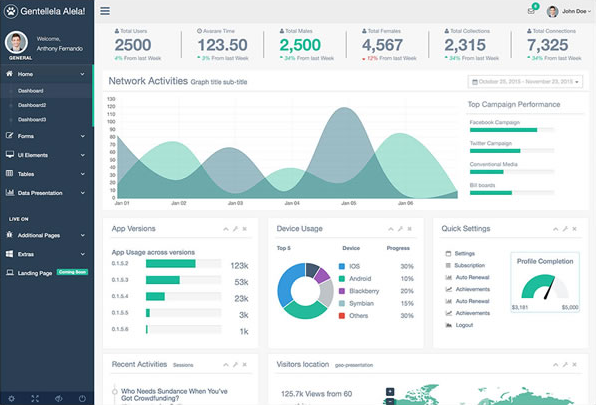 Gentellela Alela!
Welcome,
Anthony Fernando
GENERAL
Home
Dashboard
Dashboard2
Dashboard3
Forms
UI Elements
Tables
Data Presentation
LIVE ON
Additional Pages
Extras
Landing Page Coming Soon
6
John Doe
Total Users
2500
4% From last Week
Avarare Time
123.50
3% From last Week
Total Males
2,500
34% From last Week
Total Females
4,567
12% From last Week
Total Collections
2,315
34% From last Week
Total Connections
7,325
34% From last Week
Network Activities Graph title sub-title
October 25, 2015 - November 23, 2015
130
120
110
100
90
80
70
60
50
40
30
20
10
0
Jan 01 Jan 02 Jan 03 Jan 04 Jan 05 Jan 06
Top Campaign Performance
Facebook Campaign
Twitter Campaign
Conventional Media
Bill boards
App Versions
App Usage across versions
0.1.5.2 123k
0.1.5.3 53k
0.1.5.4 23k
0.1.5.5 3k
0.1.5.6 1k
Device Usage
Top 5 Device Progress
IOS 30%
Android 10%
Blackberry 20%
Symbian 15%
Others 30%
Quick Settings
Settings
Subscription
Auto Renewal
Achievements
Auto Renewal
Achievements
Logout
Profile Completion
$3,181 $5,000
Recent Activities Sessions
Who Needs Sundance When You've
Got Crowdfunding?
Visitors location geo-presentation
125.7k Views from 60